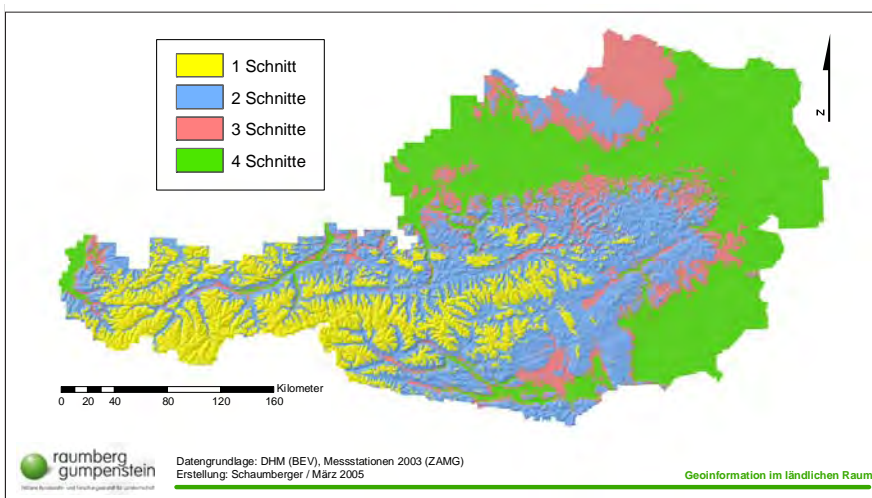 1 Schnitt
2 Schnitte
3 Schnitte
4 Schnitte
N
Kilometer
0 20 40 80 120 160
raumberg
gumpenstein
Datengrundlage: DHM (BEV), Messstationen 2003 (ZAMG)
Erstellung: Schaumberger / März 2005
Geoinformation im ländlichen Raum